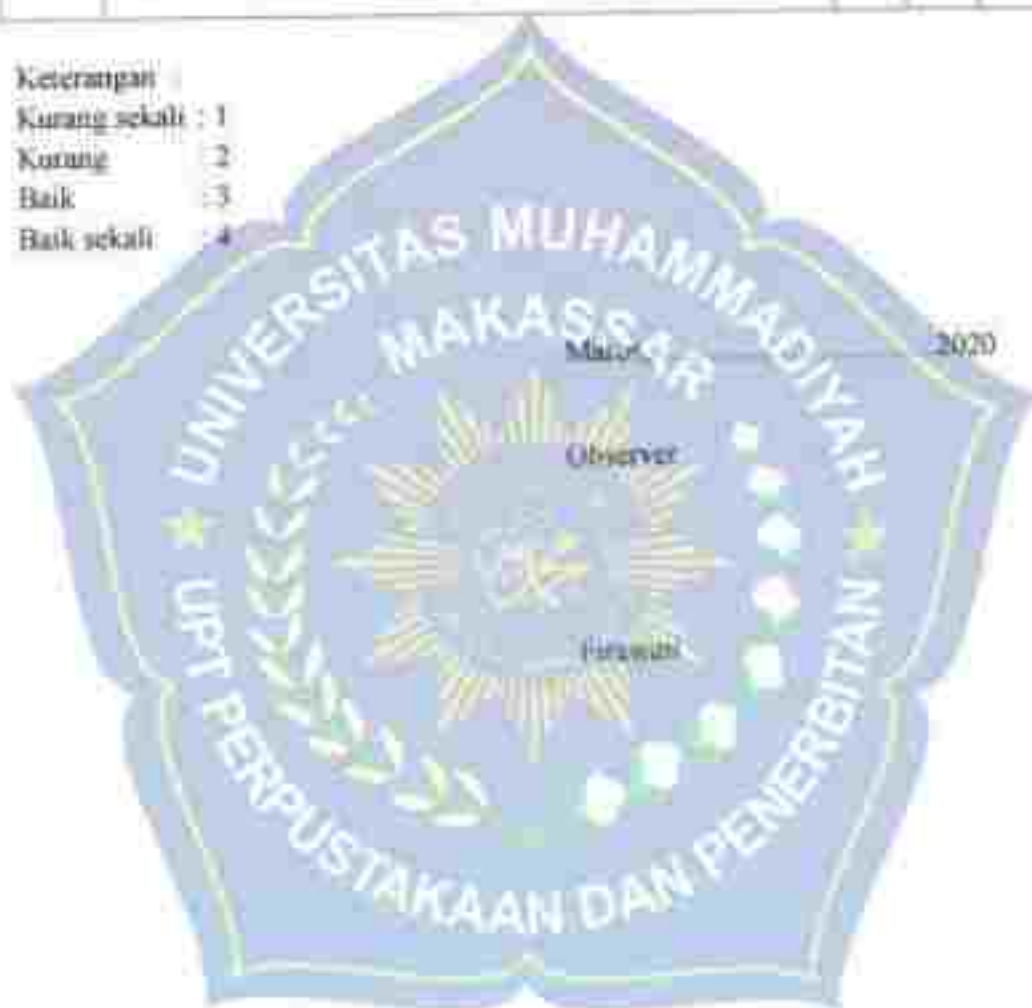 Keterangan :
Kurang sekali : 1
Kurang : 2
Baik : 3
Baik sekali : 4
UNIVERSITAS MUHAMMADIYAH
MAKASSAR
2020
Observer
UPT PERPUSTAKAAN DAN PENERBITAN